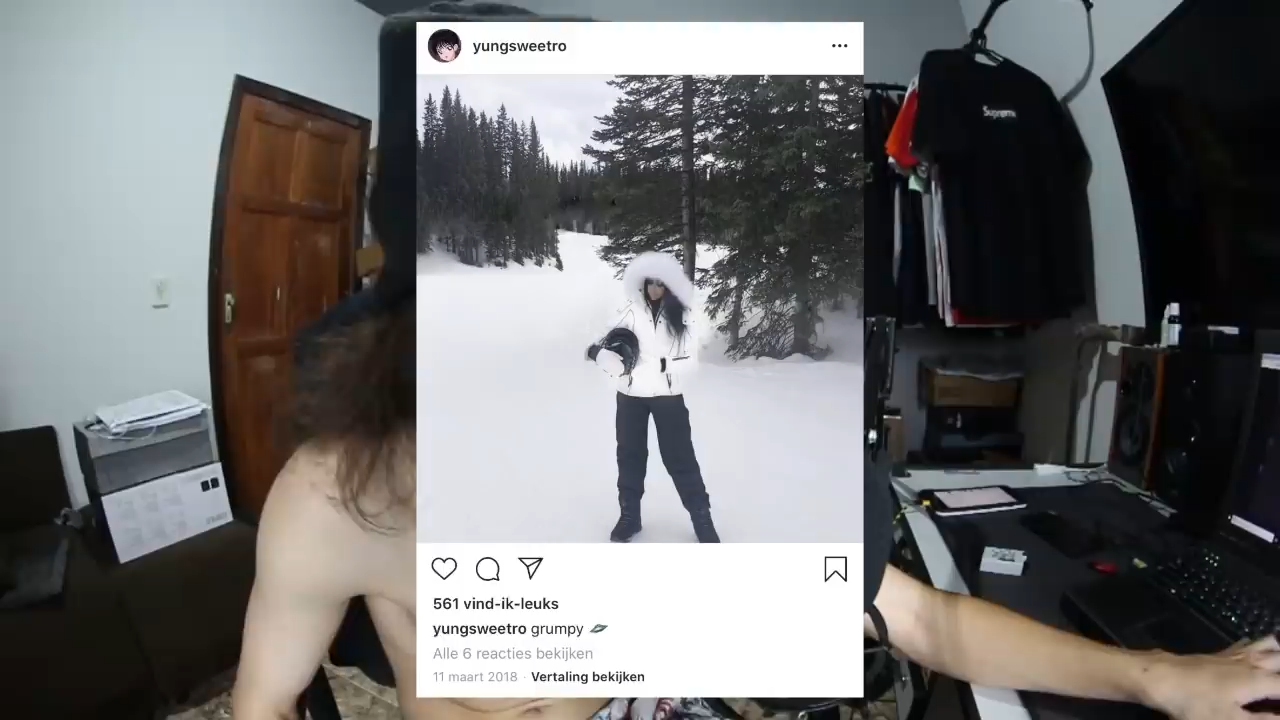 yungsweetro
Supreme
561 vind-ik-leuks
yungsweetro grumpy
Alle 6 reacties bekijken
11 maart 2018 · Vertaling bekijken